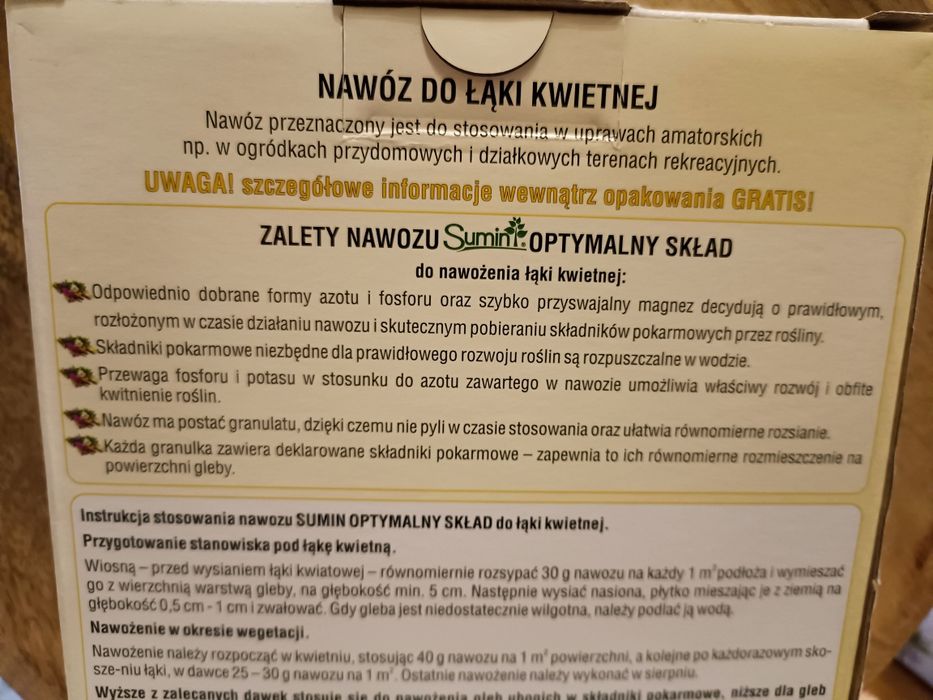 NAWÓZ DO ŁĄKI KWIETNEJ
Nawóz przeznaczony jest do stosowania w uprawach amatorskich
np. w ogródkach przydomowych i działkowych terenach rekreacyjnych.
UWAGA! szczegółowe informacje wewnątrz opakowania GRATIS!
ZALETY NAWOZU Sumin® OPTYMALNY SKŁAD
do nawożenia łąki kwietnej:
Odpowiednio dobrane formy azotu i fosforu oraz szybko przyswajalny magnez decydują o prawidłowym,
rozłożonym w czasie działaniu nawozu i skutecznym pobieraniu składników pokarmowych przez rośliny.
Składniki pokarmowe niezbędne dla prawidłowego rozwoju roślin są rozpuszczalne w wodzie.
Przewaga fosforu i potasu w stosunku do azotu zawartego w nawozie umożliwia właściwy rozwój i obfite
kwitnienie roślin.
Nawóz ma postać granulatu, dzięki czemu nie pyli w czasie stosowania oraz ułatwia równomierne rozsianie.
Każda granulka zawiera deklarowane składniki pokarmowe – zapewnia to ich równomierne rozmieszczenie na
powierzchni gleby.
Instrukcja stosowania nawozu SUMIN OPTYMALNY SKŁAD do łąki kwietnej.
Przygotowanie stanowiska pod łąkę kwietną.
Wiosną – przed wysianiem łąki kwiatowej – równomiernie rozsypać 30 g nawozu na każdy 1 m² podłoża i wymieszać
go z wierzchnią warstwą gleby, na głębokość min. 5 cm. Następnie wysiać nasiona, płytko mieszając je z ziemią na
głębokość 0,5 cm - 1 cm i zwałować. Gdy gleba jest niedostatecznie wilgotna, należy podlać ją wodą.
Nawożenie w okresie wegetacji.
Nawożenie należy rozpocząć w kwietniu, stosując 40 g nawozu na 1 m² powierzchni, a kolejne po każdorazowym sko-
sze-niu łąki, w dawce 25 – 30 g nawozu na 1 m². Ostatnie nawożenie należy wykonać w sierpniu.
Wyższe z zalecanych dawek stosuje się do nawożenia gleb ubogich w składniki pokarmowe, niższe dla gleb